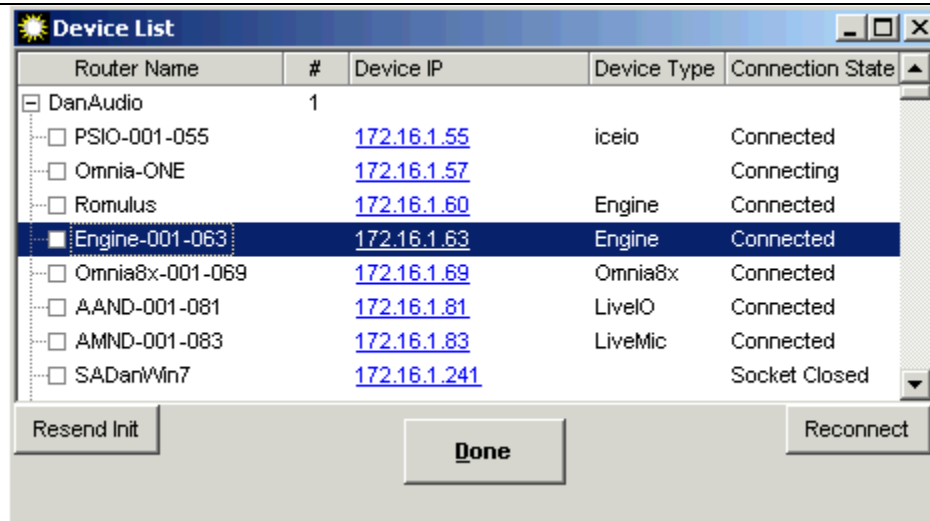 Device List
Router Name # Device IP Device Type Connection State
DanAudio 1
PSIO-001-055 172.16.1.55 iceio Connected
Omnia-ONE 172.16.1.57 Connecting
Romulus 172.16.1.60 Engine Connected
Engine-001-063 172.16.1.63 Engine Connected
Omnia8x-001-069 172.16.1.69 Omnia8x Connected
AAND-001-081 172.16.1.81 LiveIO Connected
AMND-001-083 172.16.1.83 LiveMic Connected
SADanWin7 172.16.1.241 Socket Closed
Resend Init Done Reconnect